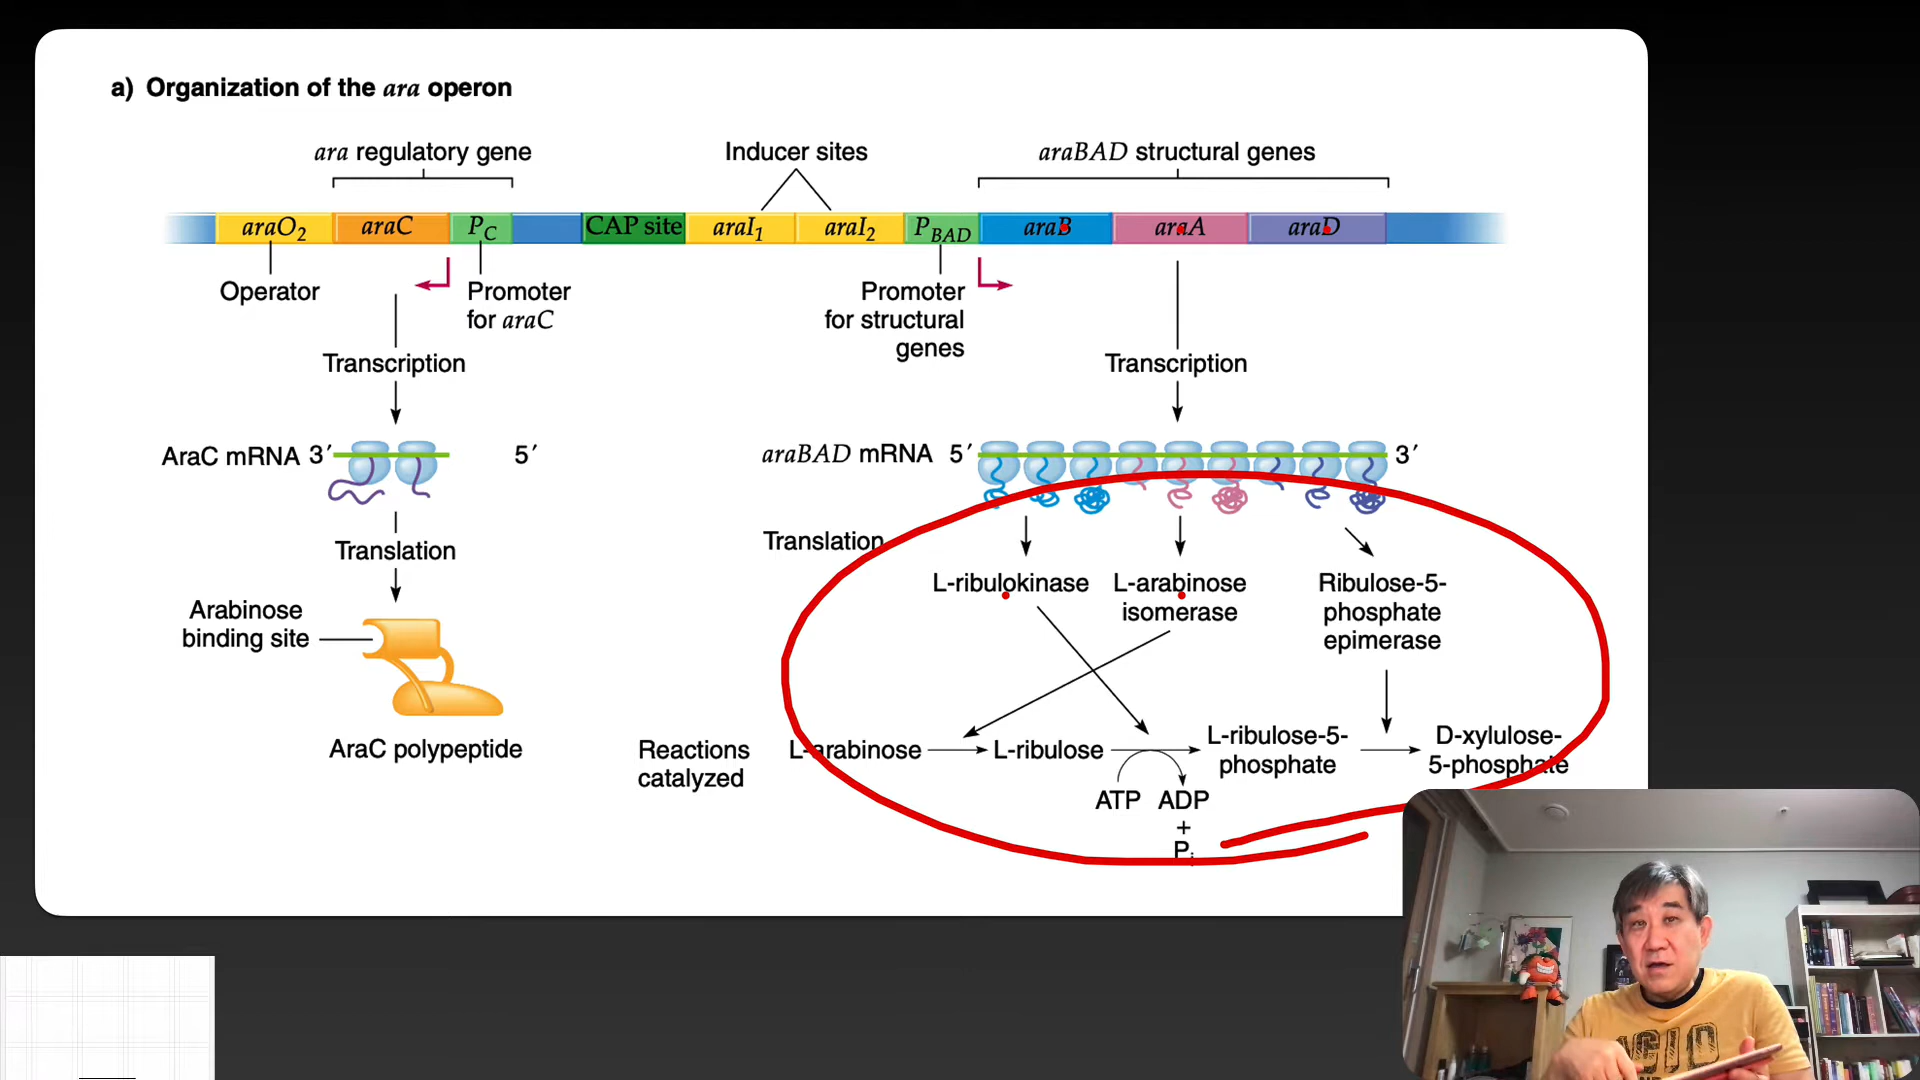 a) Organization of the ara operon
ara regulatory gene
Inducer sites
araBAD structural genes
araO2
araC
PC
CAP site
araI1
araI2
PBAD
araB
araA
araD
Operator
Promoter
for araC
Promoter
for structural
genes
Transcription
Transcription
AraC mRNA 3′
5′
araBAD mRNA 5′
3′
Translation
Translation
Arabinose
binding site
L-ribulokinase
L-arabinose
isomerase
Ribulose-5-
phosphate
epimerase
AraC polypeptide
Reactions
catalyzed
L-arabinose
L-ribulose
L-ribulose-5-
phosphate
D-xylulose-
5-phosphate
ATP
ADP
+
Pi